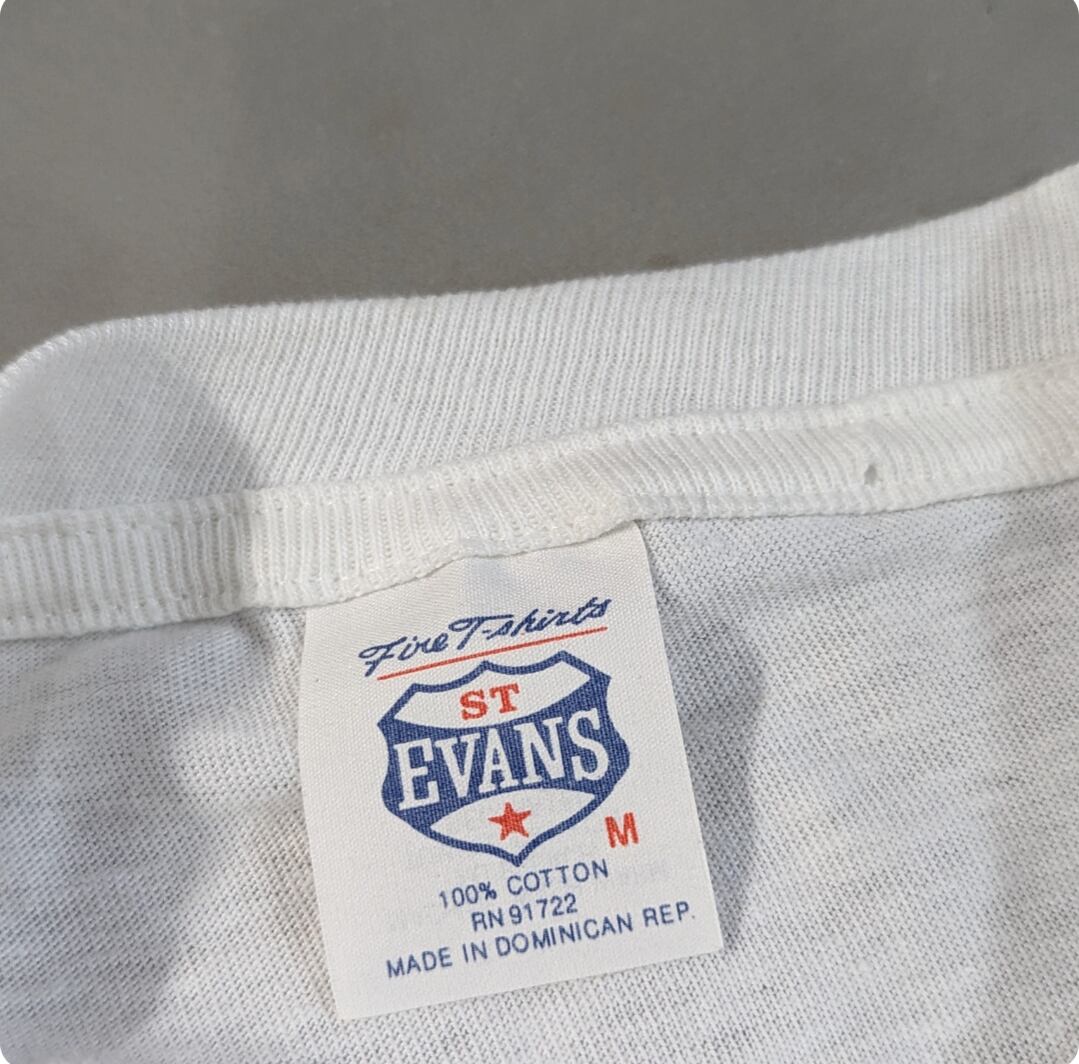 Fine T-shirts
ST
EVANS
M
100% COTTON
RN 91722
MADE IN DOMINICAN REP.